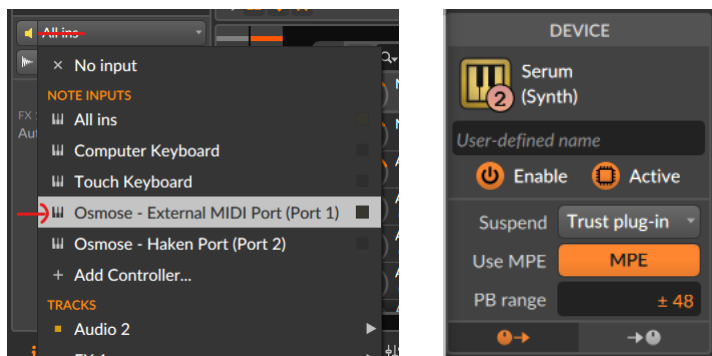 All ins
No input
NOTE INPUTS
All ins
Computer Keyboard
Touch Keyboard
Osmose - External MIDI Port (Port 1)
Osmose - Haken Port (Port 2)
+ Add Controller...
TRACKS
Audio 2
DEVICE
2
Serum
(Synth)
User-defined name
Enable
Active
Suspend
Trust plug-in
Use MPE
MPE
PB range
± 48